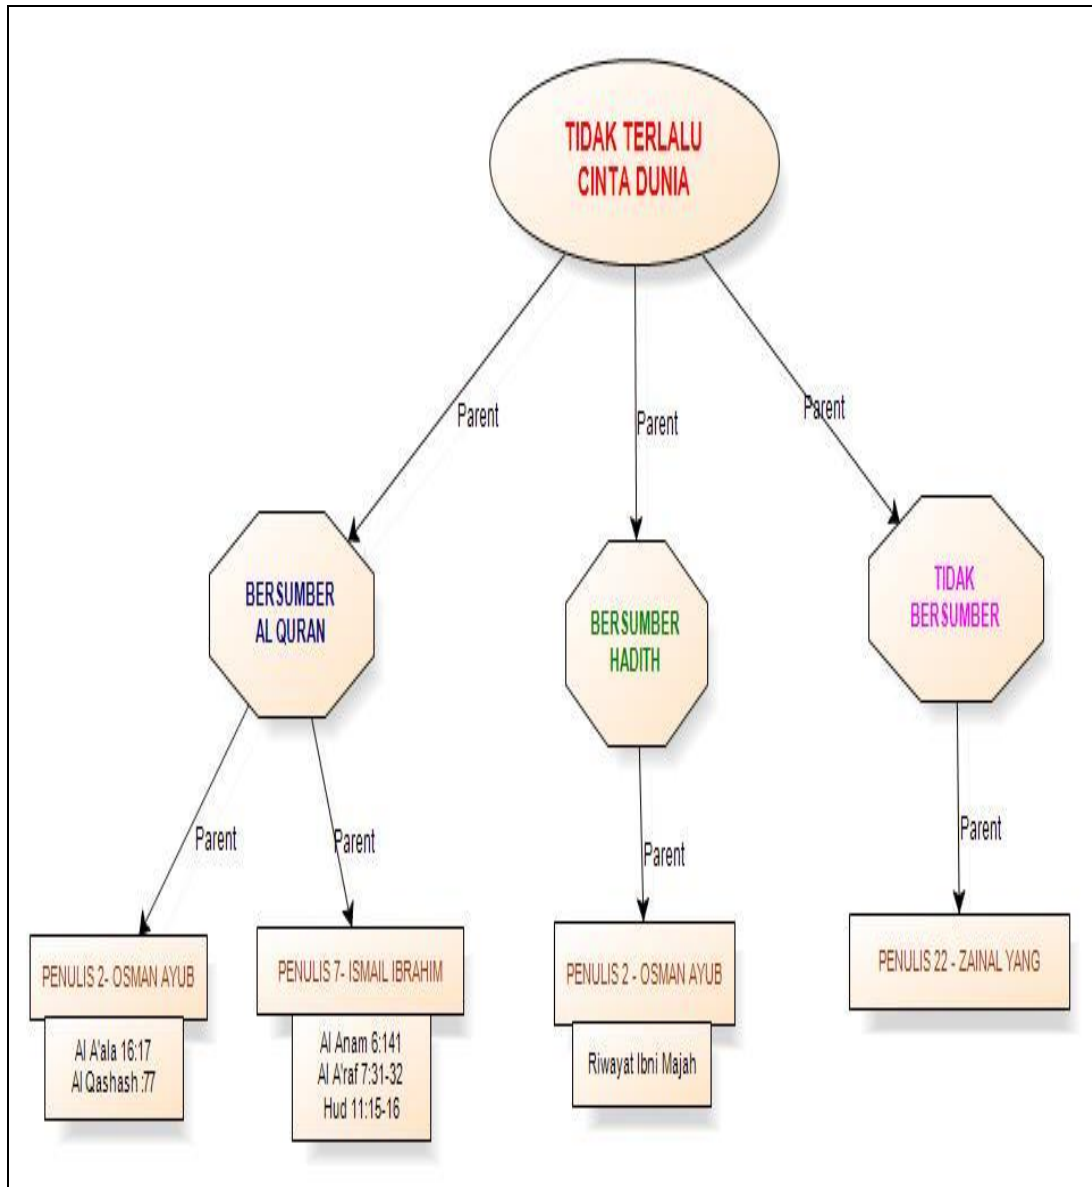 TIDAK TERLALU
CINTA DUNIA
Parent
Parent
Parent
BERSUMBER
AL QURAN
BERSUMBER
HADITH
TIDAK
BERSUMBER
Parent
Parent
Parent
Parent
PENULIS 2- OSMAN AYUB
Al A'ala 16:17
Al Qashash :77
PENULIS 7- ISMAIL IBRAHIM
Al Anam 6:141
Al A'raf 7:31-32
Hud 11:15-16
PENULIS 2 - OSMAN AYUB
Riwayat Ibni Majah
PENULIS 22 - ZAINAL YANG